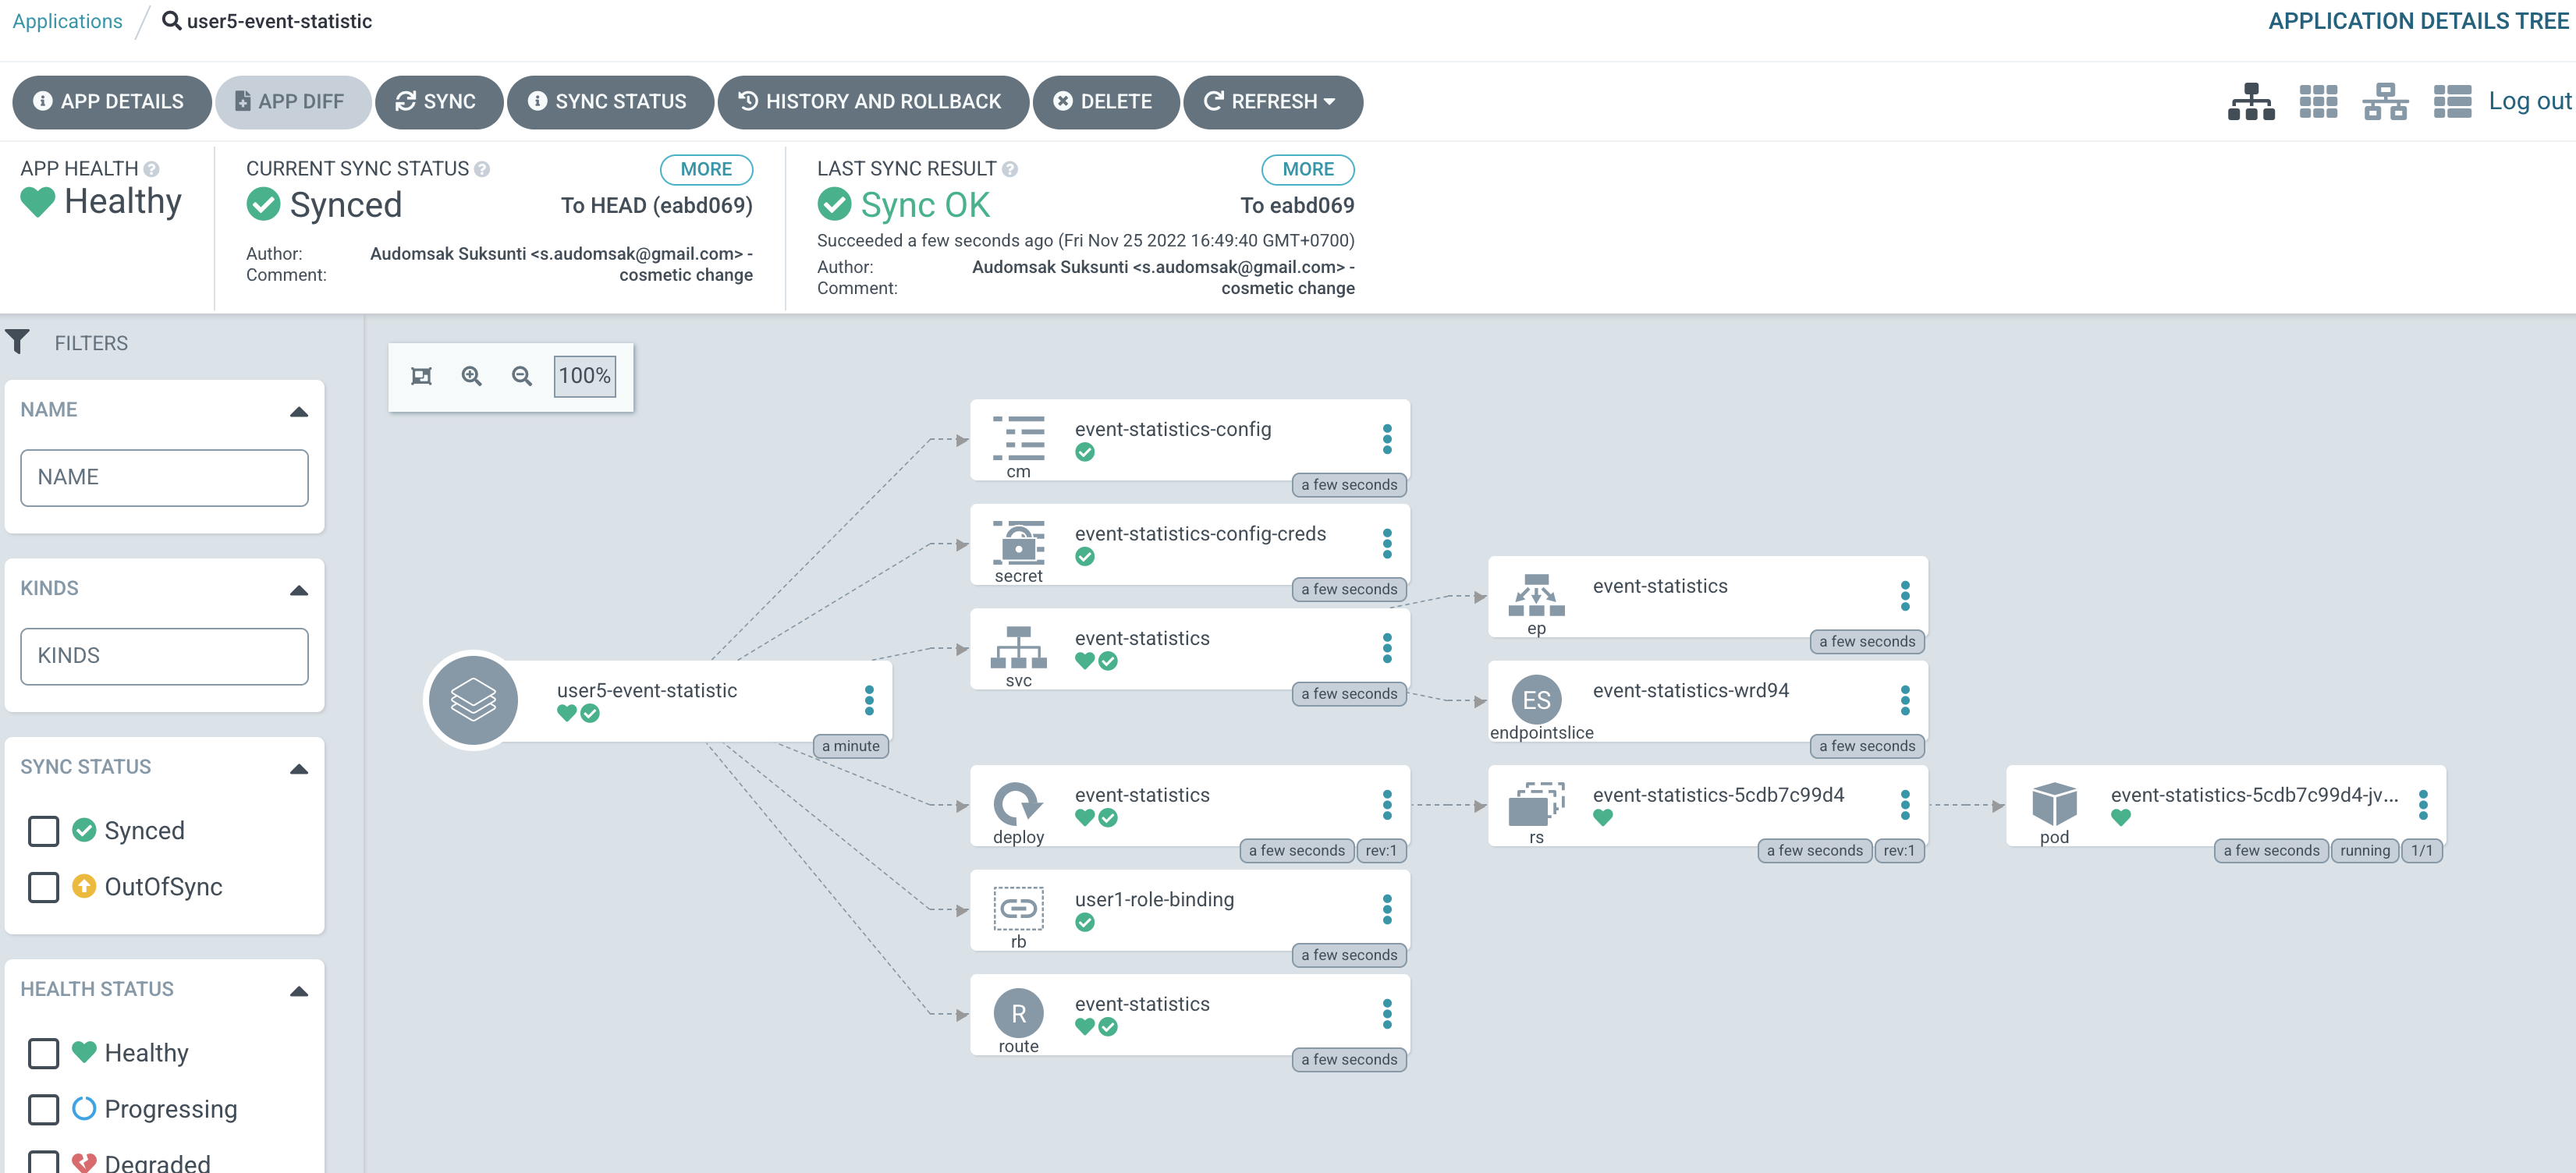 Applications / user5-event-statistic
APPLICATION DETAILS TREE
APP DETAILS
APP DIFF
SYNC
SYNC STATUS
HISTORY AND ROLLBACK
DELETE
REFRESH
Log out
APP HEALTH
Healthy
CURRENT SYNC STATUS
MORE
Synced
To HEAD (eabd069)
Author: Audomsak Suksunti <s.audomsak@gmail.com> -
Comment: cosmetic change
LAST SYNC RESULT
MORE
Sync OK
To eabd069
Succeeded a few seconds ago (Fri Nov 25 2022 16:49:40 GMT+0700)
Author: Audomsak Suksunti <s.audomsak@gmail.com> -
Comment: cosmetic change
FILTERS
NAME
NAME
KINDS
KINDS
SYNC STATUS
Synced
OutOfSync
HEALTH STATUS
Healthy
Progressing
Degraded
100%
user5-event-statistic
a minute
event-statistics-config
cm
a few seconds
event-statistics-config-creds
secret
a few seconds
event-statistics
svc
a few seconds
event-statistics
deploy
a few seconds
rev:1
user1-role-binding
rb
a few seconds
R
event-statistics
route
a few seconds
event-statistics
ep
a few seconds
ES
event-statistics-wrd94
endpointslice
a few seconds
event-statistics-5cdb7c99d4
rs
a few seconds
rev:1
event-statistics-5cdb7c99d4-jv...
pod
a few seconds
running
1/1